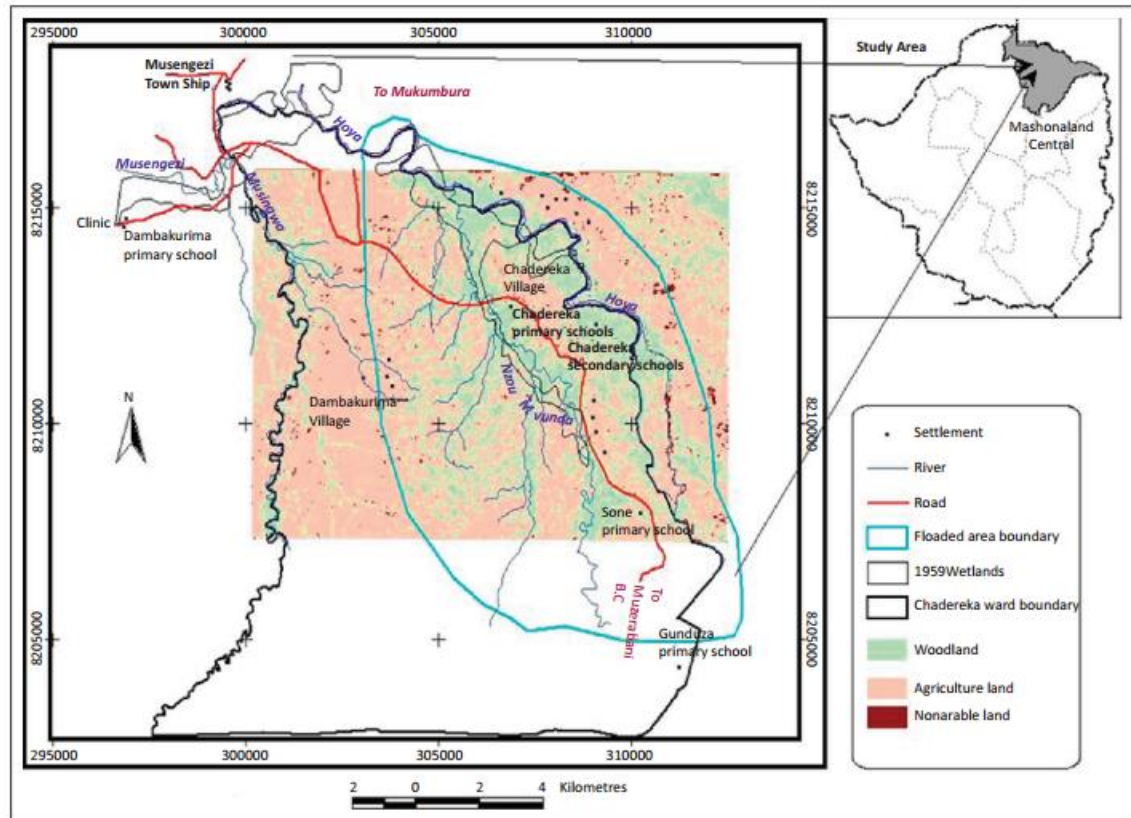 295000 300000 305000 310000
Study Area
Musengezi
Town Ship
To Mukumbura
Hoya
Mashonaland
Central
Musengezi
Musingwa
8215000
8215000
Clinic
Dambakurima
primary school
Chadereka
Village
Hoya
Chadereka
primary schools
Chadereka
secondary schools
Nzou
Mvunda
N
Dambakurima
Village
8210000
8210000
Settlement
River
Road
Floaded area boundary
1959Wetlands
Chadereka ward boundary
Woodland
Agriculture land
Nonarable land
Sone
primary school
To
Muzerabani
B.C
8205000
8205000
Gunduza
primary school
295000 300000 305000 310000
2 0 2 4 Kilometres